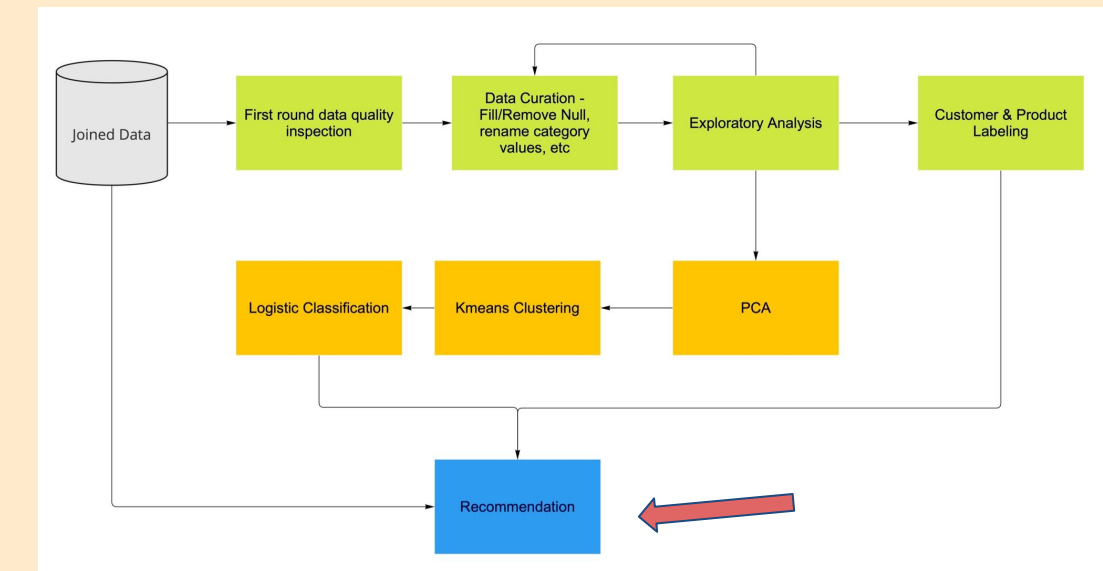 Joined Data
First round data quality
inspection
Data Curation -
Fill/Remove Null,
rename category
values, etc
Exploratory Analysis
Customer & Product
Labeling
Logistic Classification
Kmeans Clustering
PCA
Recommendation